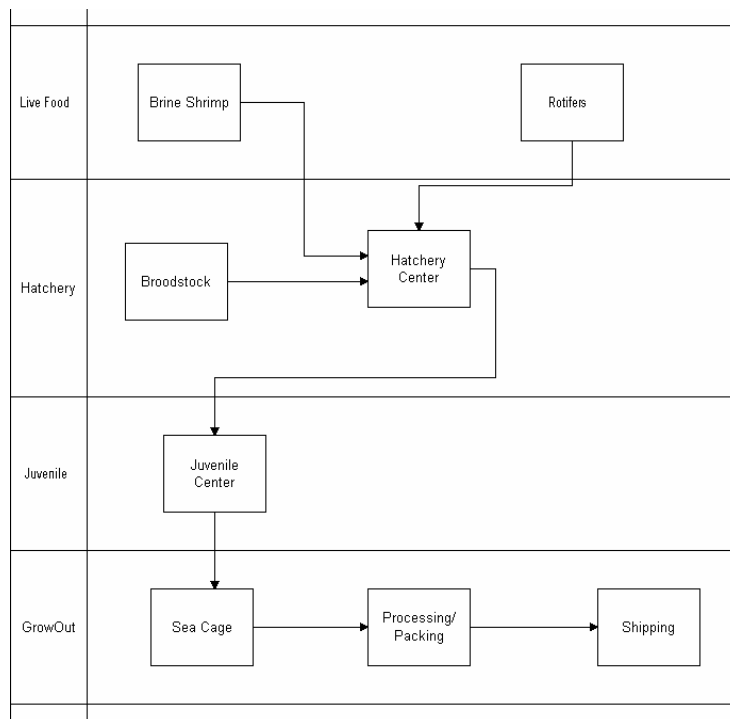 Live Food
Brine Shrimp
Rotifers
Hatchery
Broodstock
Hatchery
Center
Juvenile
Juvenile
Center
GrowOut
Sea Cage
Processing/
Packing
Shipping